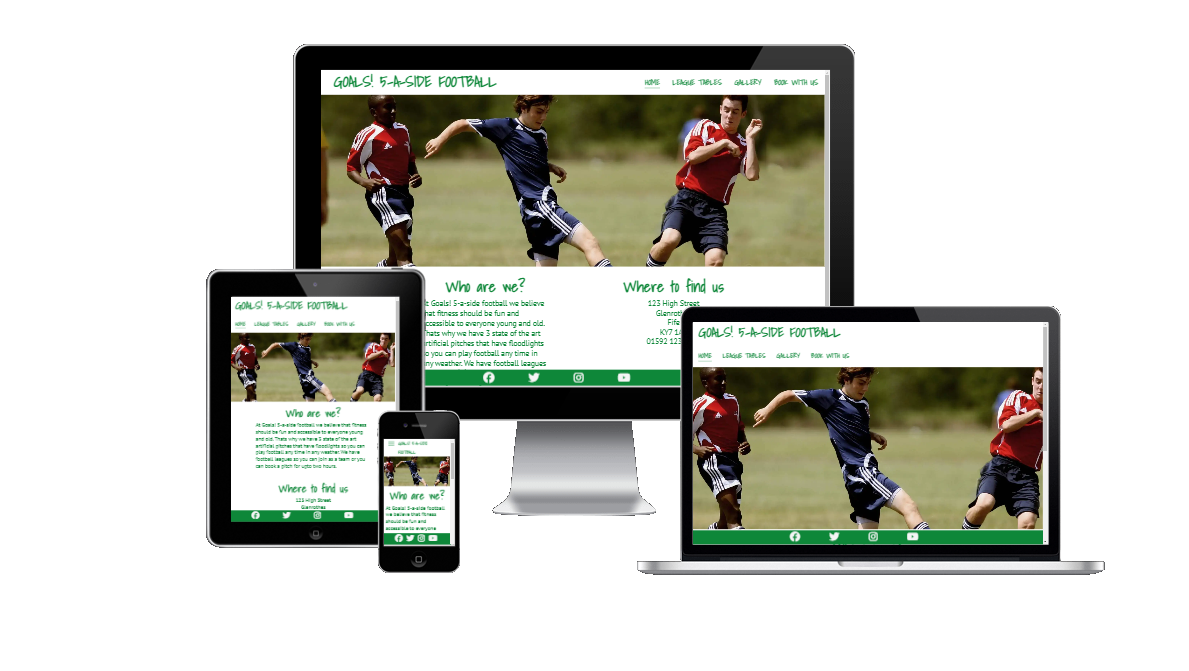 GOALS! 5-A-SIDE FOOTBALL
HOME LEAGUE TABLES GALLERY BOOK WITH US
Who are we?
t Goals! 5-a-side football we believe
hat fitness should be fun and
ccessible to everyone young and old.
Thats why we have 3 state of the art
artificial pitches that have floodlights
o you can play football any time in
ny weather. We have football leagues
Where to find us
123 High Street
Glenroth
Fife
KY7 1
01592 123
GOALS! 5-A-SIDE FOOTBALL
HOME LEAGUE TABLES GALLERY BOOK WITH US
Who are we?
At Goals! 5-a-side football we believe that fitness
should be fun and accessible to everyone young
and old. Thats why we have 3 state of the art
artificial pitches that have floodlights so you can
play football any time in any weather. We have
football leagues so you can join as a team or you
can book a pitch for upto two hours.
Where to find us
123 High Street
Glenrothes
GOALS! 5-A-SIDE
FOOTBALL
Who are we?
At Goals! 5-a-side football
we believe that fitness
should be fun and
accessible to everyone
GOALS! 5-A-SIDE FOOTBALL
HOME LEAGUE TABLES GALLERY BOOK WITH US